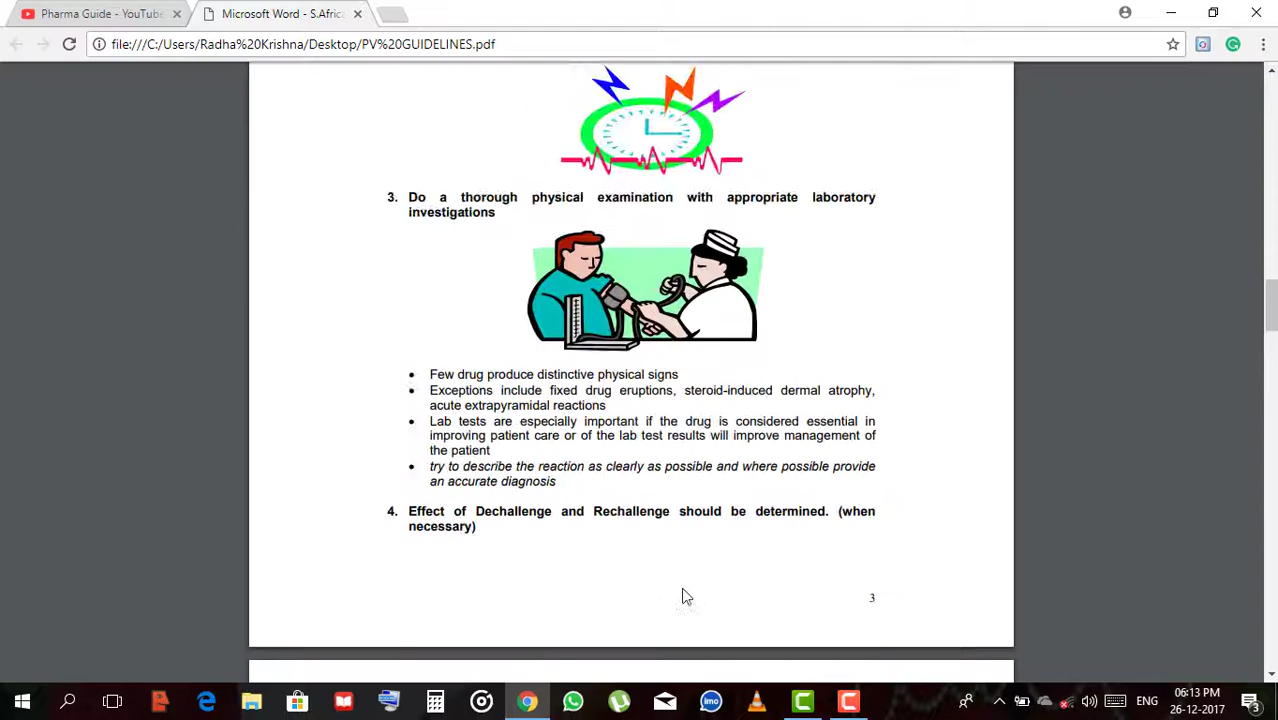 Pharma Guide - YouTube
Microsoft Word - S.Africa
file:///C:/Users/Radha%20Krishna/Desktop/PV%20GUIDELINES.pdf
3. Do a thorough physical examination with appropriate laboratory
investigations
• Few drug produce distinctive physical signs
• Exceptions include fixed drug eruptions, steroid-induced dermal atrophy,
acute extrapyramidal reactions
• Lab tests are especially important if the drug is considered essential in
improving patient care or of the lab test results will improve management of
the patient
• try to describe the reaction as clearly as possible and where possible provide
an accurate diagnosis
4. Effect of Dechallenge and Rechallenge should be determined. (when
necessary)
3
ENG
06:13 PM
26-12-2017
3